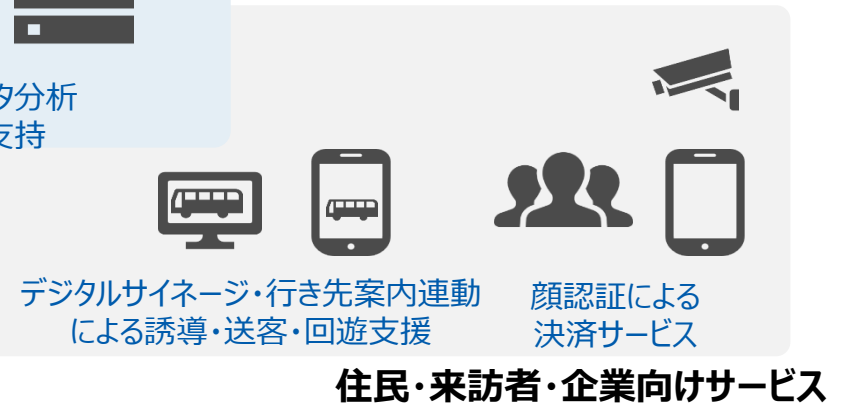 タ分析
支持
デジタルサイネージ・行き先案内連動
による誘導・送客・回遊支援
顔認証による
決済サービス
住民・来訪者・企業向けサービス